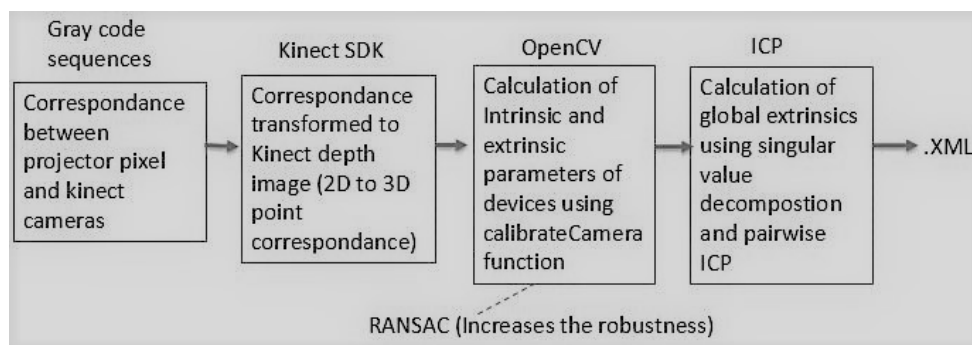 Gray code
sequences
Correspondance
between
projector pixel
and kinect
cameras
Kinect SDK
Correspondance
transformed to
Kinect depth
image (2D to 3D
point
correspondance)
OpenCV
Calculation of
Intrinsic and
extrinsic
parameters of
devices using
calibrateCamera
function
ICP
Calculation of
global extrinsics
using singular
value
decompostion
and pairwise
ICP
.XML
RANSAC (Increases the robustness)